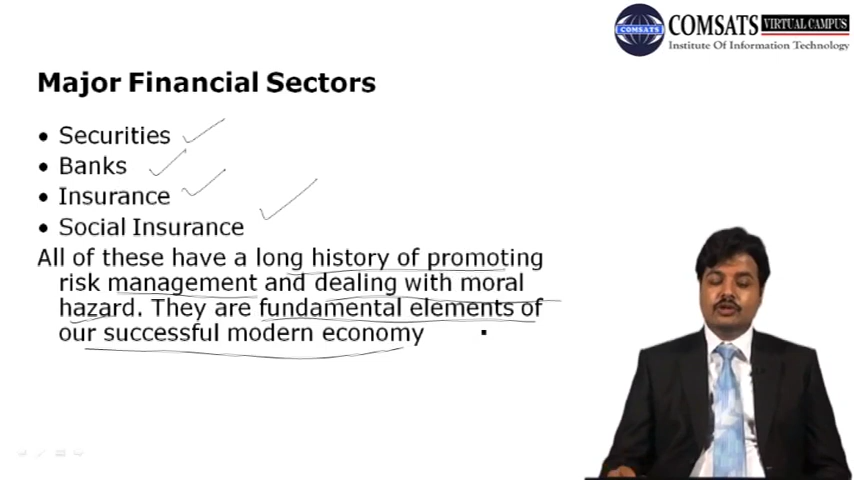 COMSATS VIRTUAL CAMPUS
COMSATS
Institute Of Information Technology
Major Financial Sectors
• Securities
• Banks
• Insurance
• Social Insurance
All of these have a long history of promoting
risk management and dealing with moral
hazard. They are fundamental elements of
our successful modern economy